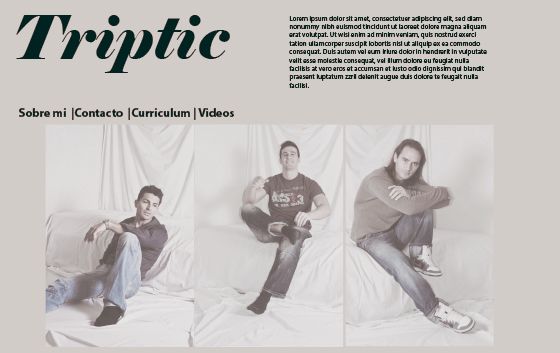 Triptic
Lorem ipsum dolor sit amet, consectetuer adipiscing elit, sed diam
nonummy nibh euismod tincidunt ut laoreet dolore magna aliquam
erat volutpat. Ut wisi enim ad minim veniam, quis nostrud exerci
tation ullamcorper suscipit lobortis nisl ut aliquip ex ea commodo
consequat. Duis autem vel eum iriure dolor in hendrerit in vulputate
velit esse molestie consequat, vel illum dolore eu feugiat nulla
facilisis at vero eros et accumsan et iusto odio dignissim qui blandit
praesent luptatum zzril delenit augue duis dolore te feugait nulla
facilisi.
Sobre mi |Contacto |Curriculum | Videos